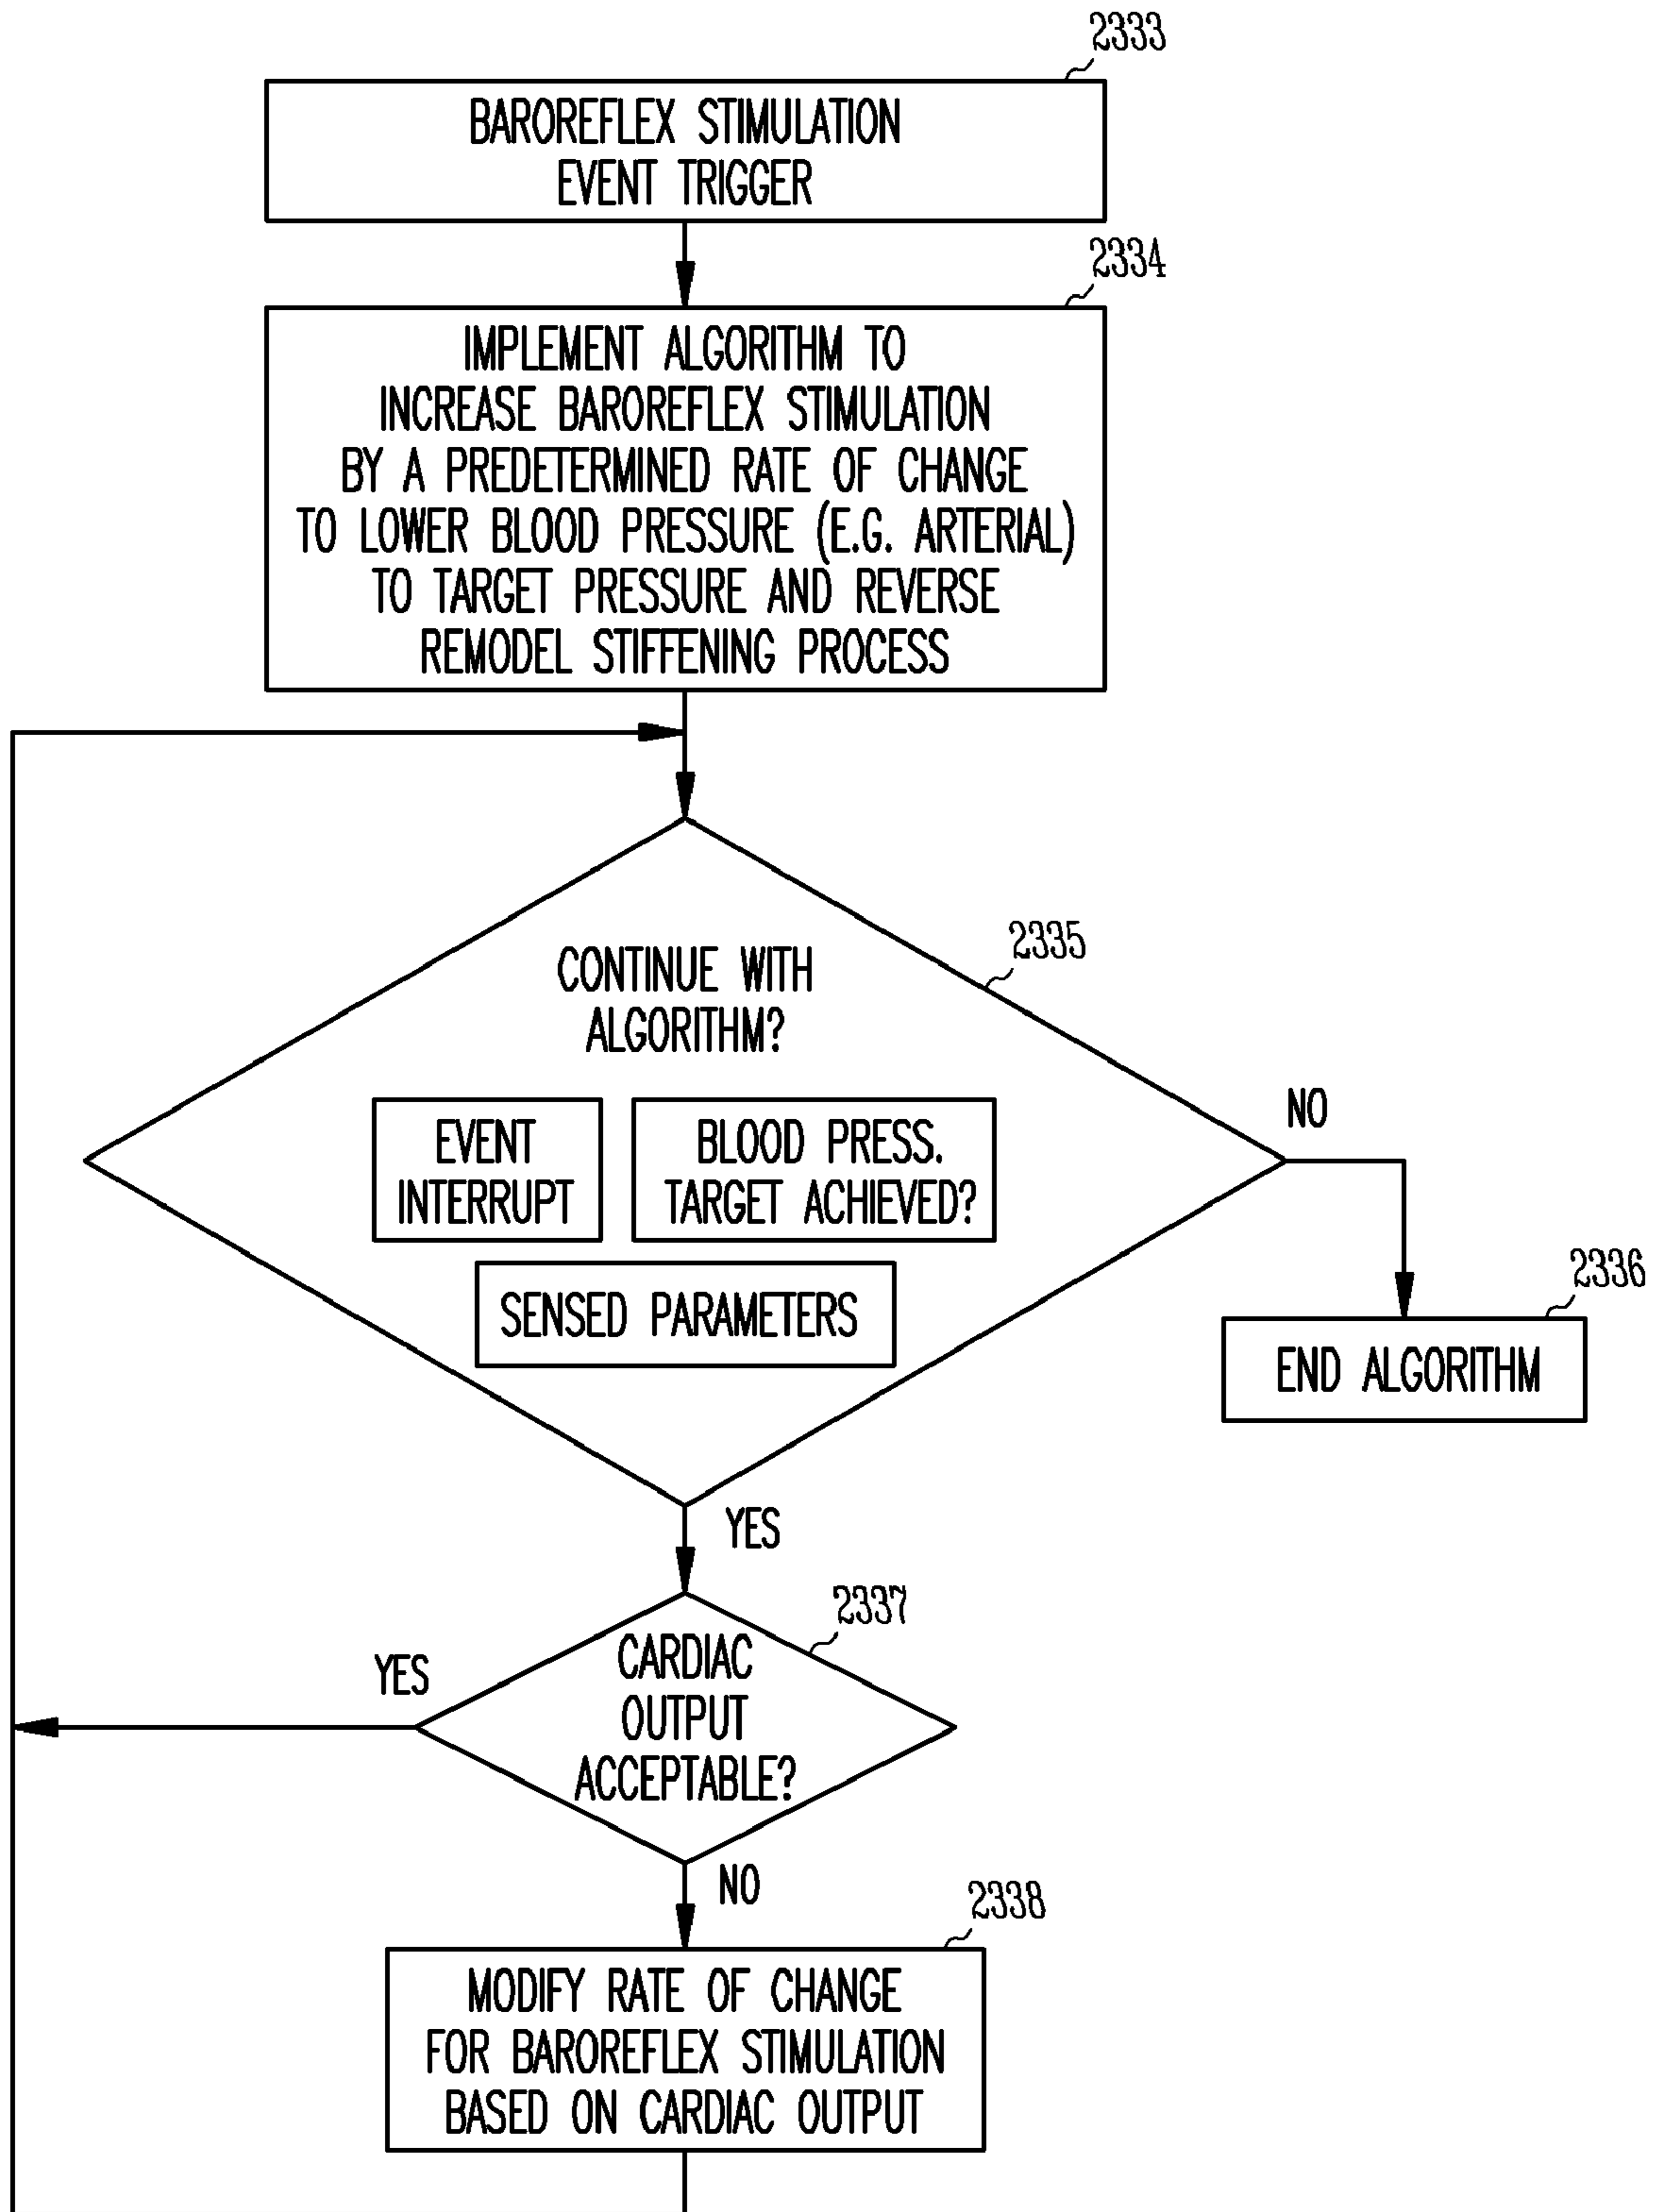 2333
BAROREFLEX STIMULATION
EVENT TRIGGER
2334
IMPLEMENT ALGORITHM TO
INCREASE BAROREFLEX STIMULATION
BY A PREDETERMINED RATE OF CHANGE
TO LOWER BLOOD PRESSURE (E.G. ARTERIAL)
TO TARGET PRESSURE AND REVERSE
REMODEL STIFFENING PROCESS
2335
CONTINUE WITH
ALGORITHM?
EVENT
INTERRUPT
BLOOD PRESS.
TARGET ACHIEVED?
SENSED PARAMETERS
NO
2336
END ALGORITHM
YES
2337
CARDIAC
OUTPUT
ACCEPTABLE?
YES
NO
2338
MODIFY RATE OF CHANGE
FOR BAROREFLEX STIMULATION
BASED ON CARDIAC OUTPUT